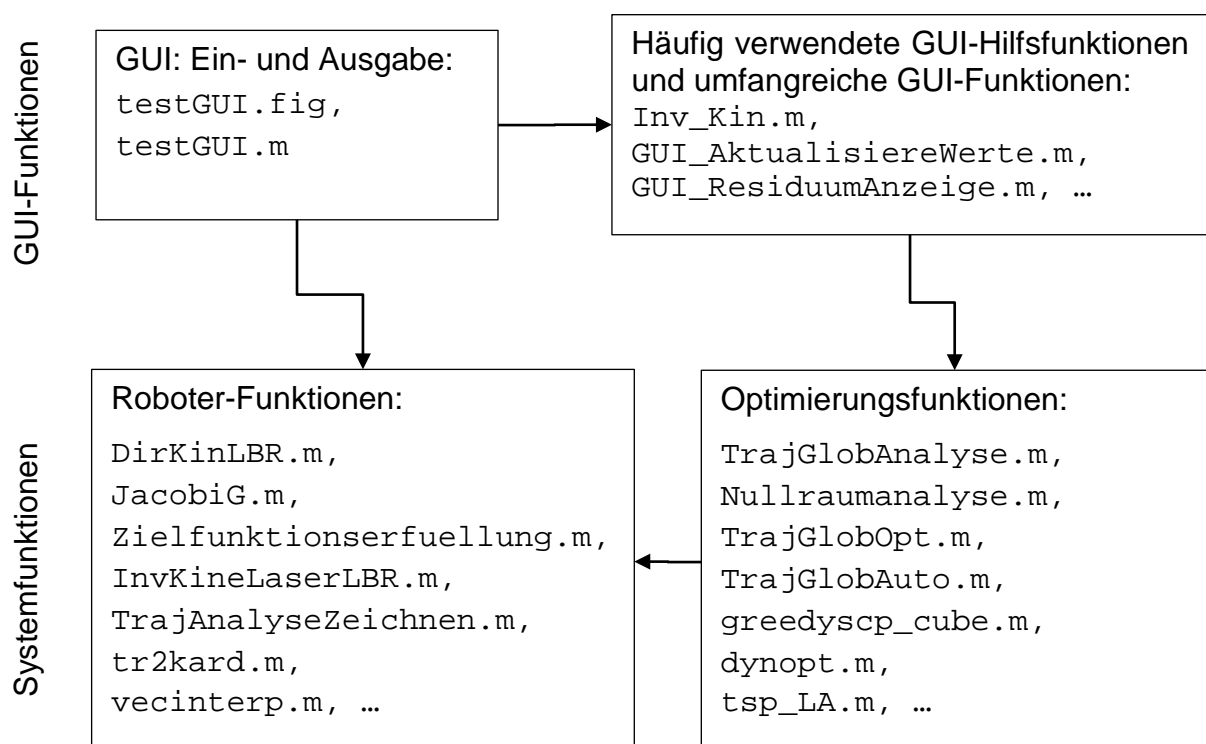 GUI-Funktionen
GUI: Ein- und Ausgabe:
testGUI.fig,
testGUI.m
Häufig verwendete GUI-Hilfsfunktionen
und umfangreiche GUI-Funktionen:
Inv_Kin.m,
GUI_AktualisiereWerte.m,
GUI_ResiduumAnzeige.m, …
Systemfunktionen
Roboter-Funktionen:
DirKinLBR.m,
JacobiG.m,
Zielfunktionserfuellung.m,
InvKineLaserLBR.m,
TrajAnalyseZeichnen.m,
tr2kard.m,
vecinterp.m, …
Optimierungsfunktionen:
TrajGlobAnalyse.m,
Nullraumanalyse.m,
TrajGlobOpt.m,
TrajGlobAuto.m,
greedyscp_cube.m,
dynopt.m,
tsp_LA.m, …